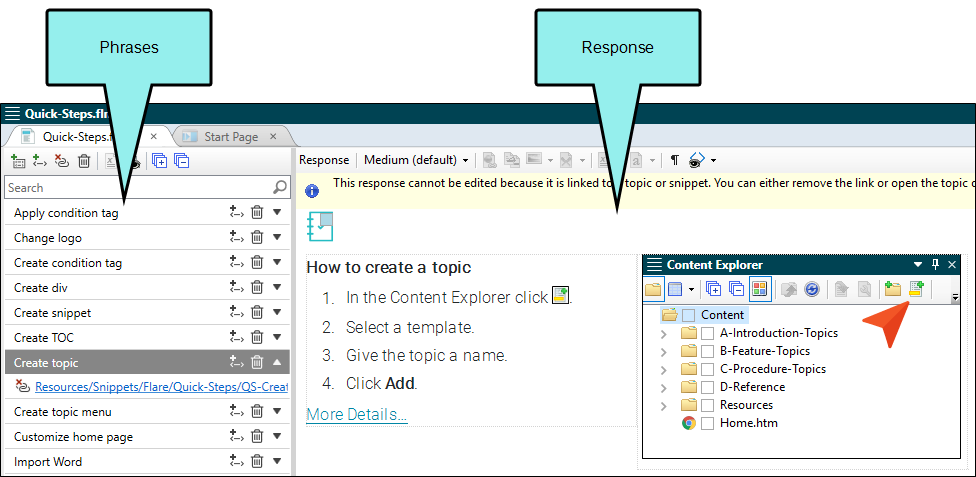 Phrases
Response
Quick-Steps.fl
Quick-Steps.f
Start Page
Search
Apply condition tag
Change logo
Create condition tag
Create div
Create snippet
Create TOC
Create topic
Resources/Snippets/Flare/Quick-Steps/QS-Creat
Create topic menu
Customize home page
Import Word
Response Medium (default)
This response cannot be edited because it is linked to topic or snippet. You can either remove the link or open the topic
How to create a topic
1. In the Content Explorer click .
2. Select a template.
3. Give the topic a name.
4. Click Add.
More Details...
Content Explorer
Content
A-Introduction-Topics
B-Feature-Topics
C-Procedure-Topics
D-Reference
Resources
Home.htm